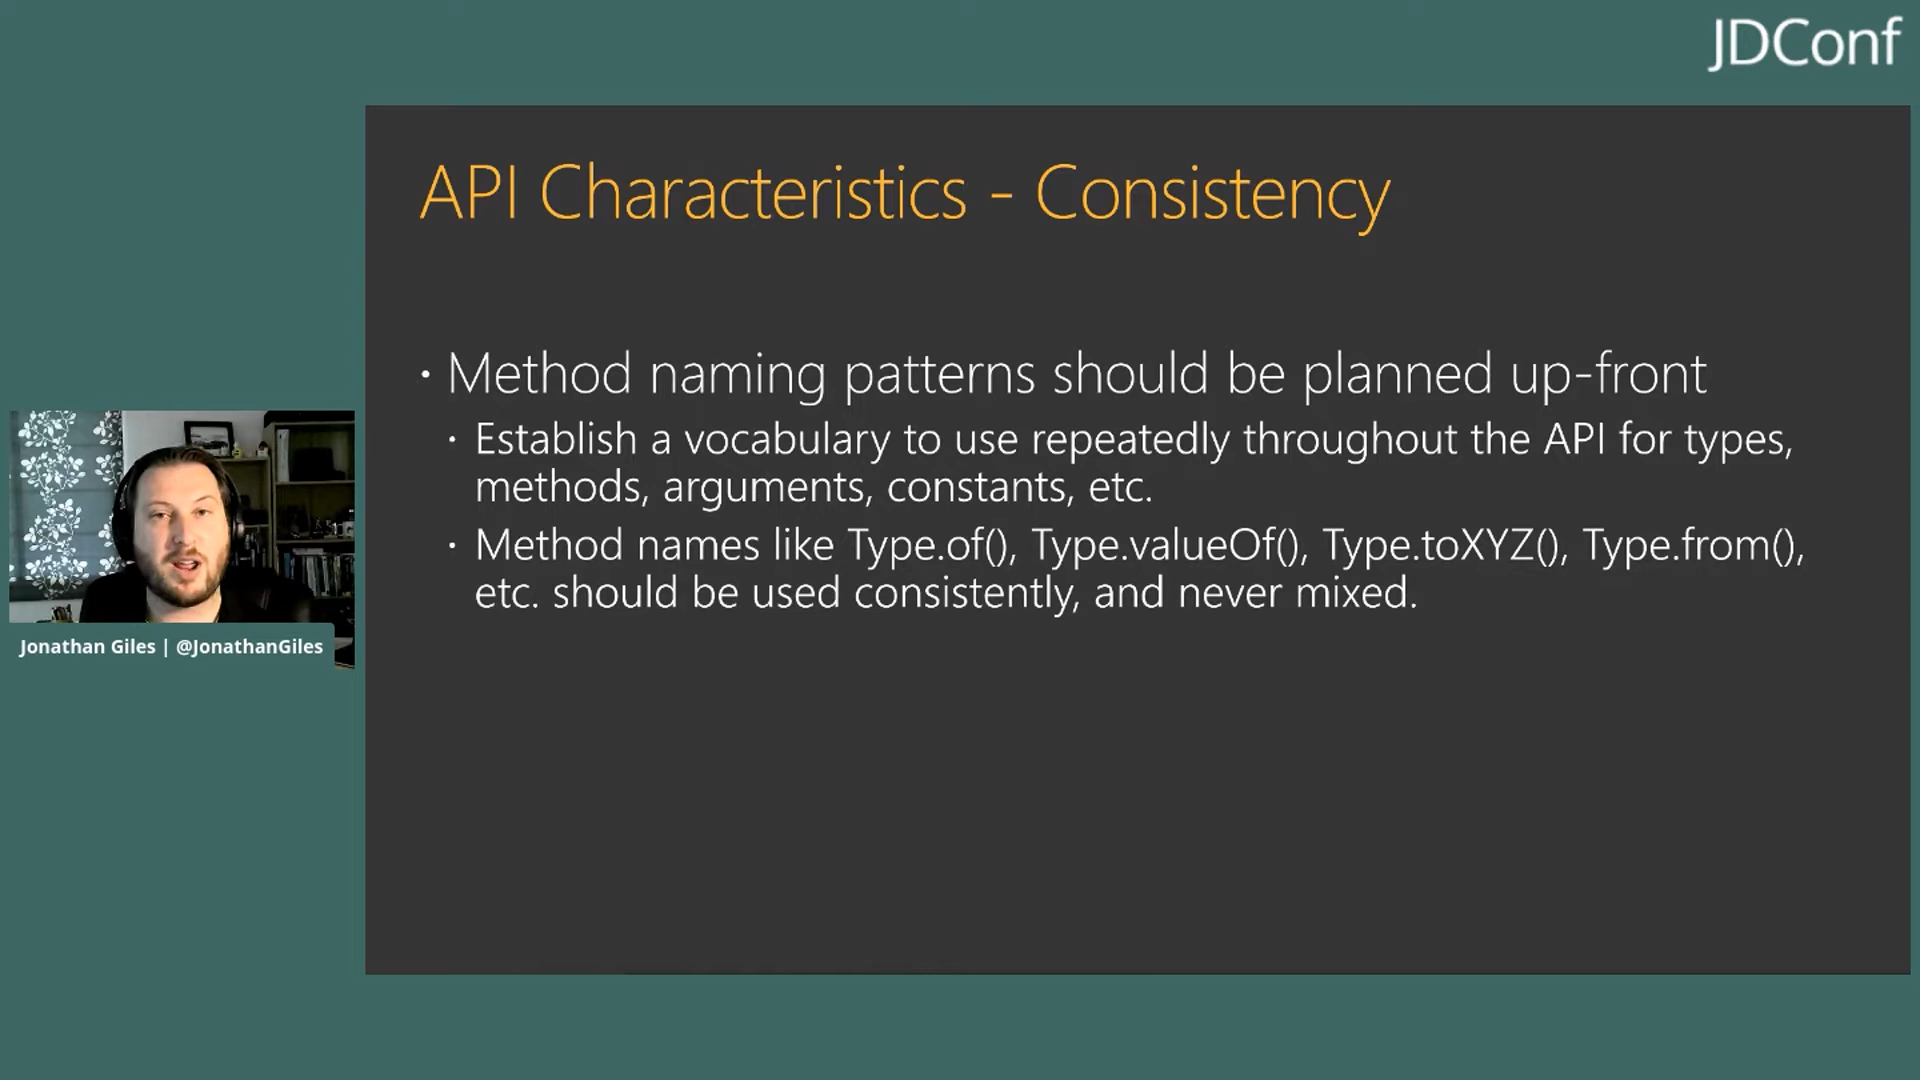 JDConf
API Characteristics - Consistency
· Method naming patterns should be planned up-front
· Establish a vocabulary to use repeatedly throughout the API for types,
methods, arguments, constants, etc.
· Method names like Type.of(), Type.valueOf(), Type.toXYZ(), Type.from(),
etc. should be used consistently, and never mixed.
Jonathan Giles | @JonathanGiles